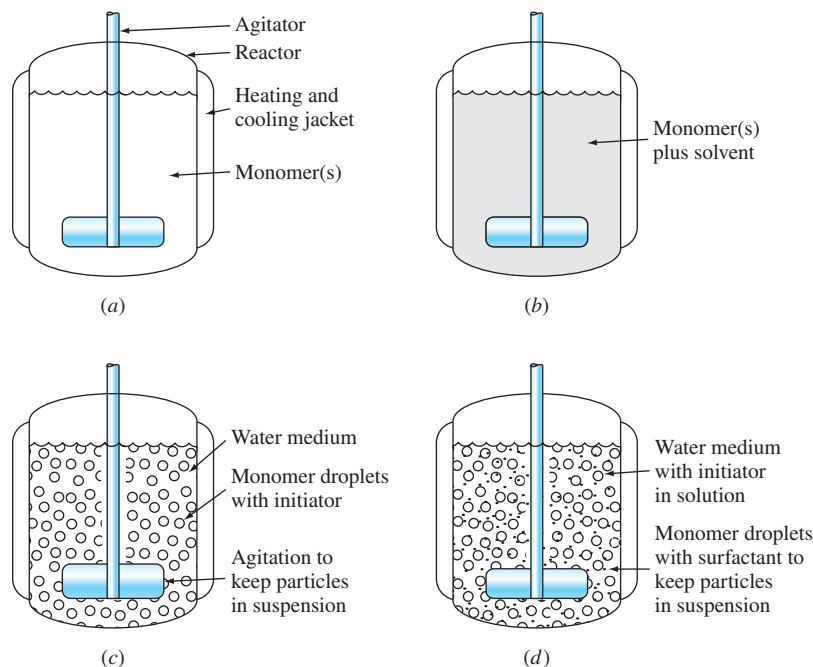 Agitator
Reactor
Heating and
cooling jacket
Monomer(s)
(a)
Monomer(s)
plus solvent
(b)
Water medium
Monomer droplets
with initiator
Agitation to
keep particles
in suspension
(c)
Water medium
with initiator
in solution
Monomer droplets
with surfactant to
keep particles
in suspension
(d)